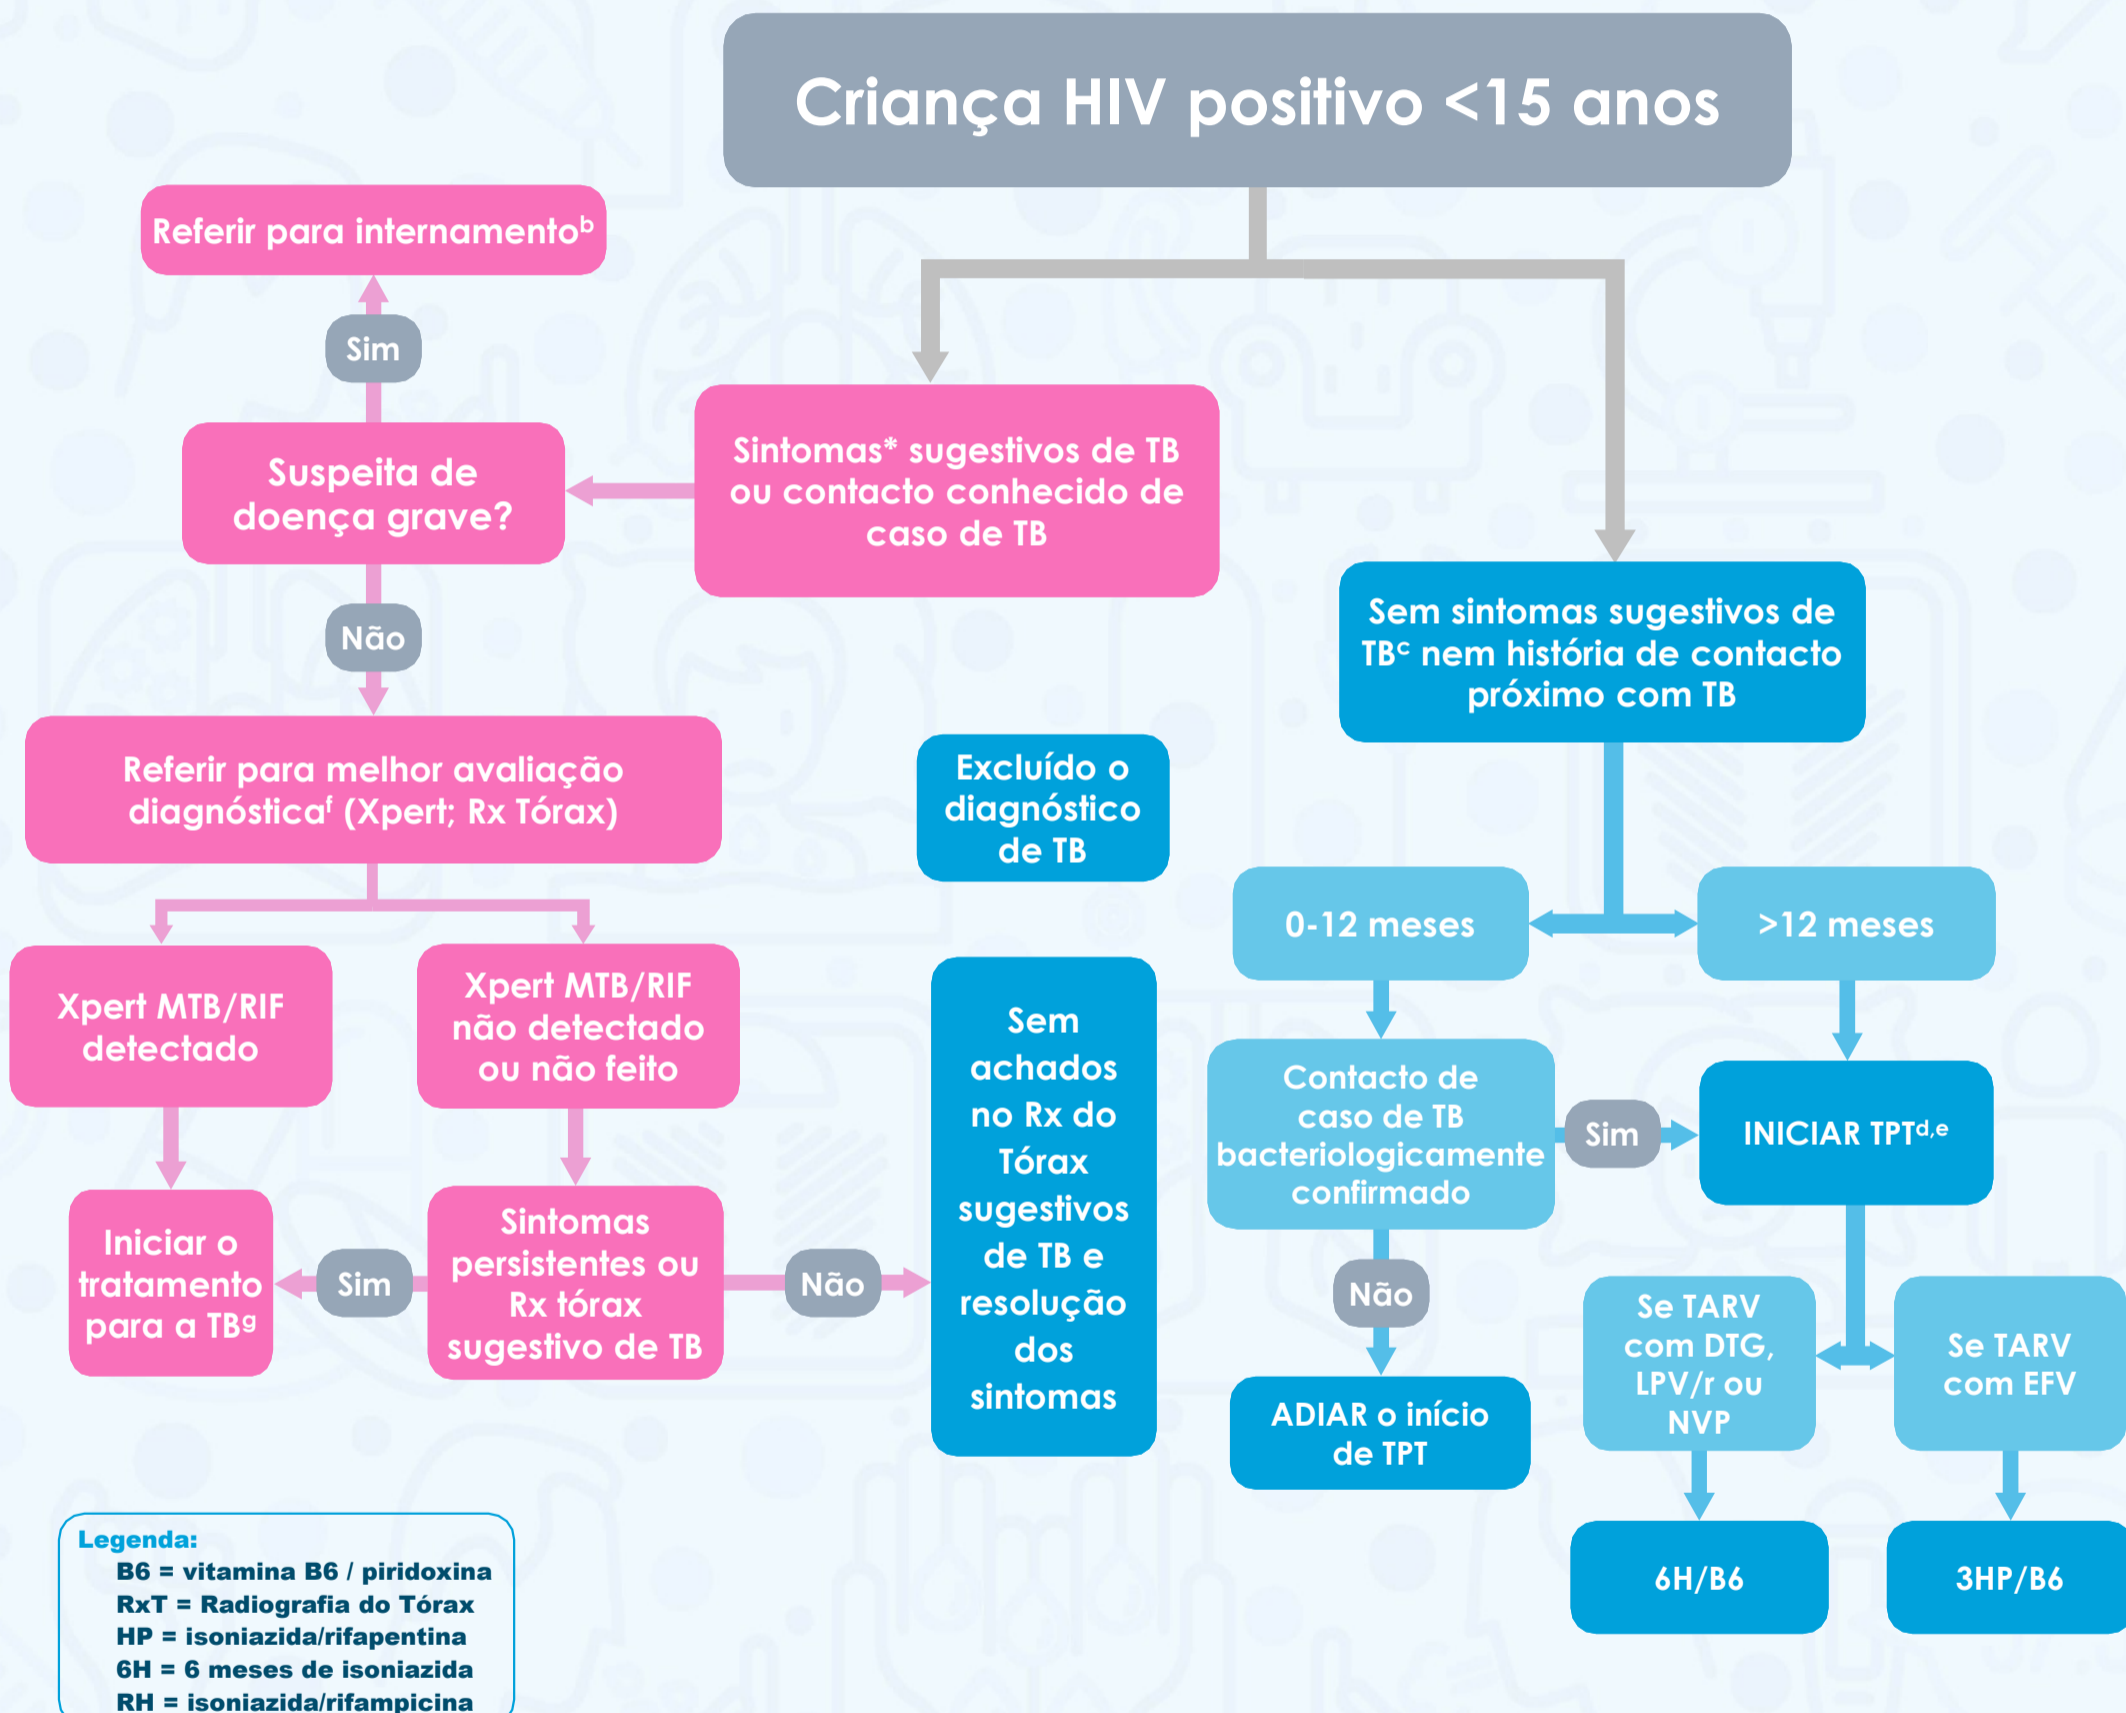 Criança HIV positivo <15 anos
Referir para internamentoᵇ
Sim
Suspeita de
doença grave?
Sintomas* sugestivos de TB
ou contacto conhecido de
caso de TB
Não
Referir para melhor avaliação
diagnósticaᶠ (Xpert; Rx Tórax)
Xpert MTB/RIF
detectado
Xpert MTB/RIF
não detectado
ou não feito
Iniciar o
tratamento
para a TBᵍ
Sim
Sintomas
persistentes ou
Rx tórax
sugestivo de TB
Não
Excluído o
diagnóstico
de TB
Sem
achados
no Rx do
Tórax
sugestivos
de TB e
resolução
dos
sintomas
Sem sintomas sugestivos de
TBᶜ nem história de contacto
próximo com TB
0-12 meses
>12 meses
Contacto de
caso de TB
bacteriologicamente
confirmado
Sim
INICIAR TPTᵈ,ᵉ
Não
ADIAR o início
de TPT
Se TARV
com DTG,
LPV/r ou
NVP
Se TARV
com EFV
6H/B6
3HP/B6
Legenda:
B6 = vitamina B6 / piridoxina
RxT = Radiografia do Tórax
HP = isoniazida/rifapentina
6H = 6 meses de isoniazida
RH = isoniazida/rifampicina